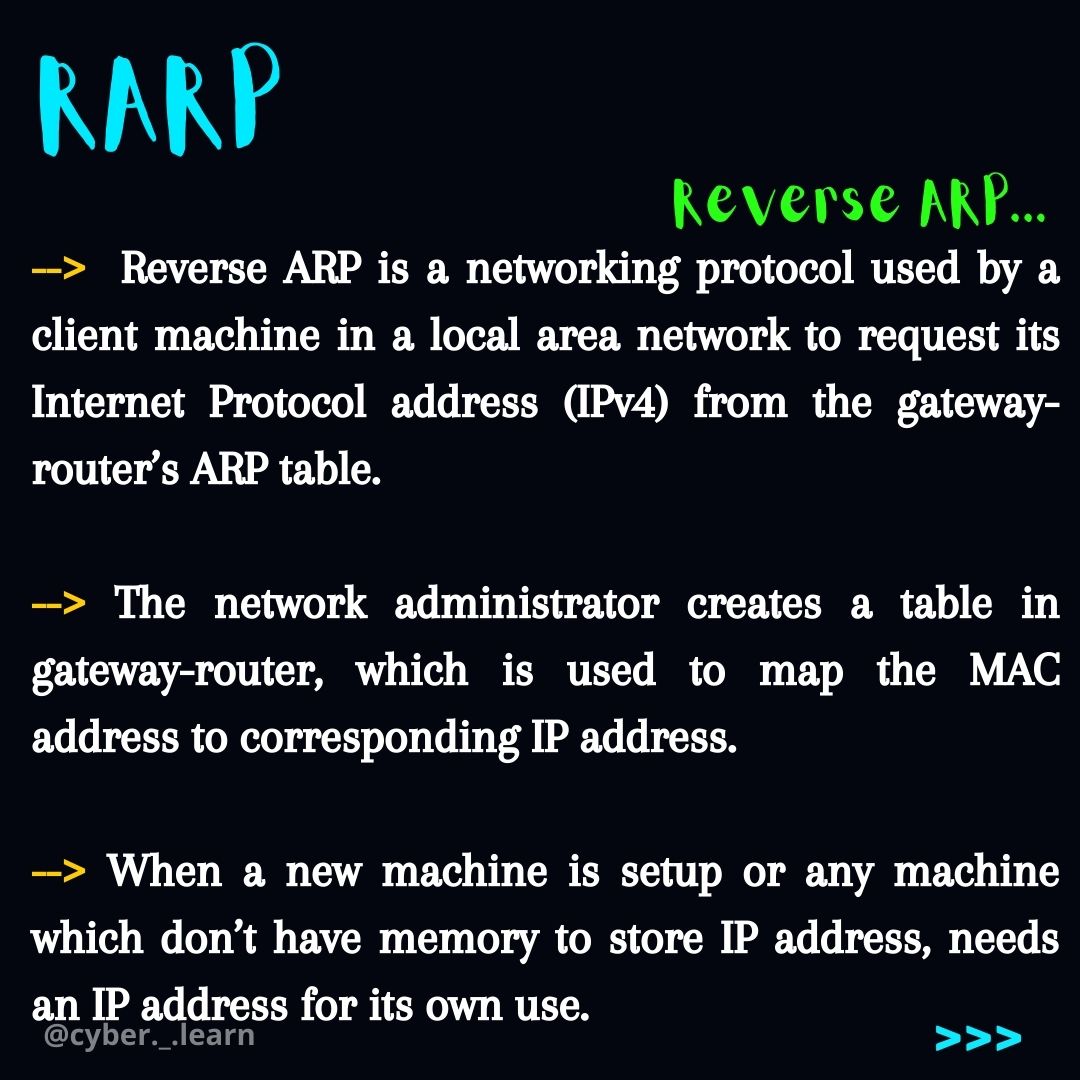 RARP
Reverse ARP...
--> Reverse ARP is a networking protocol used by a
client machine in a local area network to request its
Internet Protocol address (IPv4) from the gateway-
router’s ARP table.
--> The network administrator creates a table in
gateway-router, which is used to map the MAC
address to corresponding IP address.
--> When a new machine is setup or any machine
which don’t have memory to store IP address, needs
an IP address for its own use.
@cyber._.learn
>>>